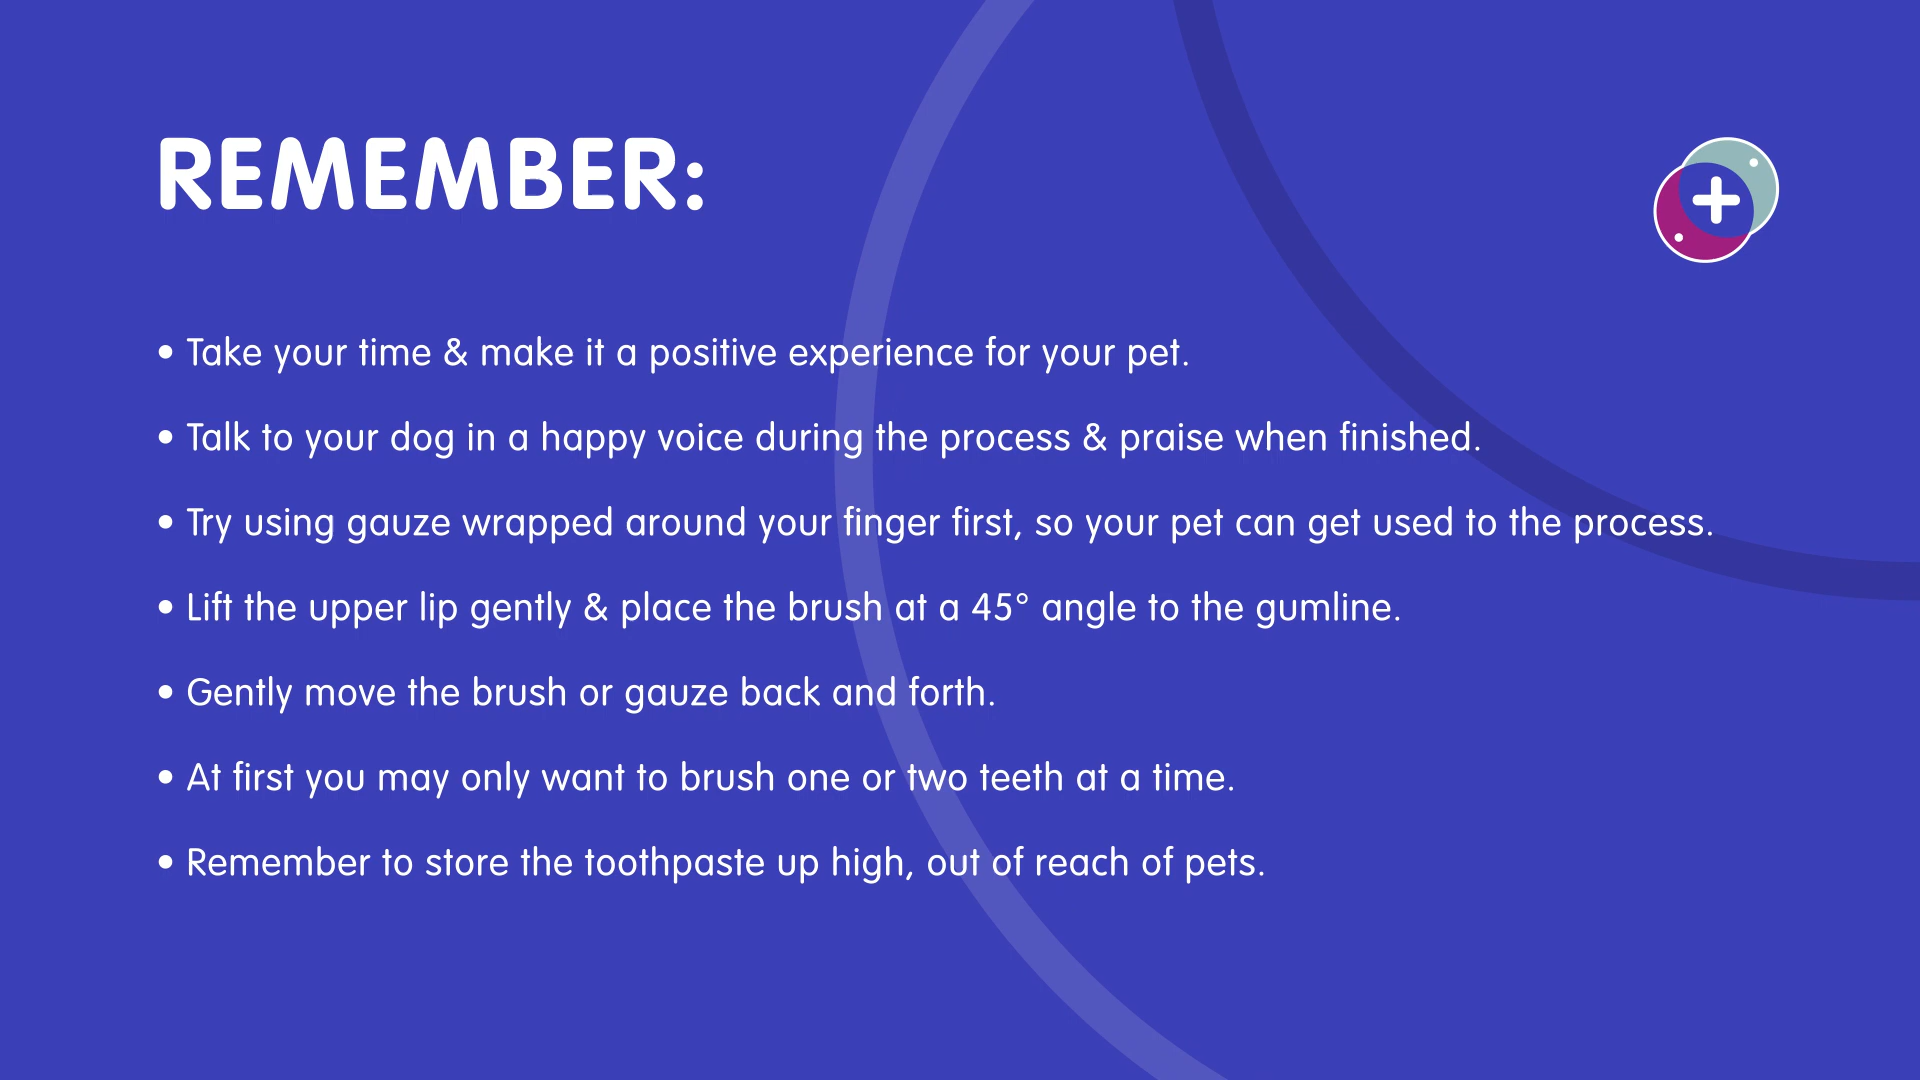 REMEMBER:
• Take your time & make it a positive experience for your pet.
• Talk to your dog in a happy voice during the process & praise when finished.
• Try using gauze wrapped around your finger first, so your pet can get used to the process.
• Lift the upper lip gently & place the brush at a 45° angle to the gumline.
• Gently move the brush or gauze back and forth.
• At first you may only want to brush one or two teeth at a time.
• Remember to store the toothpaste up high, out of reach of pets.